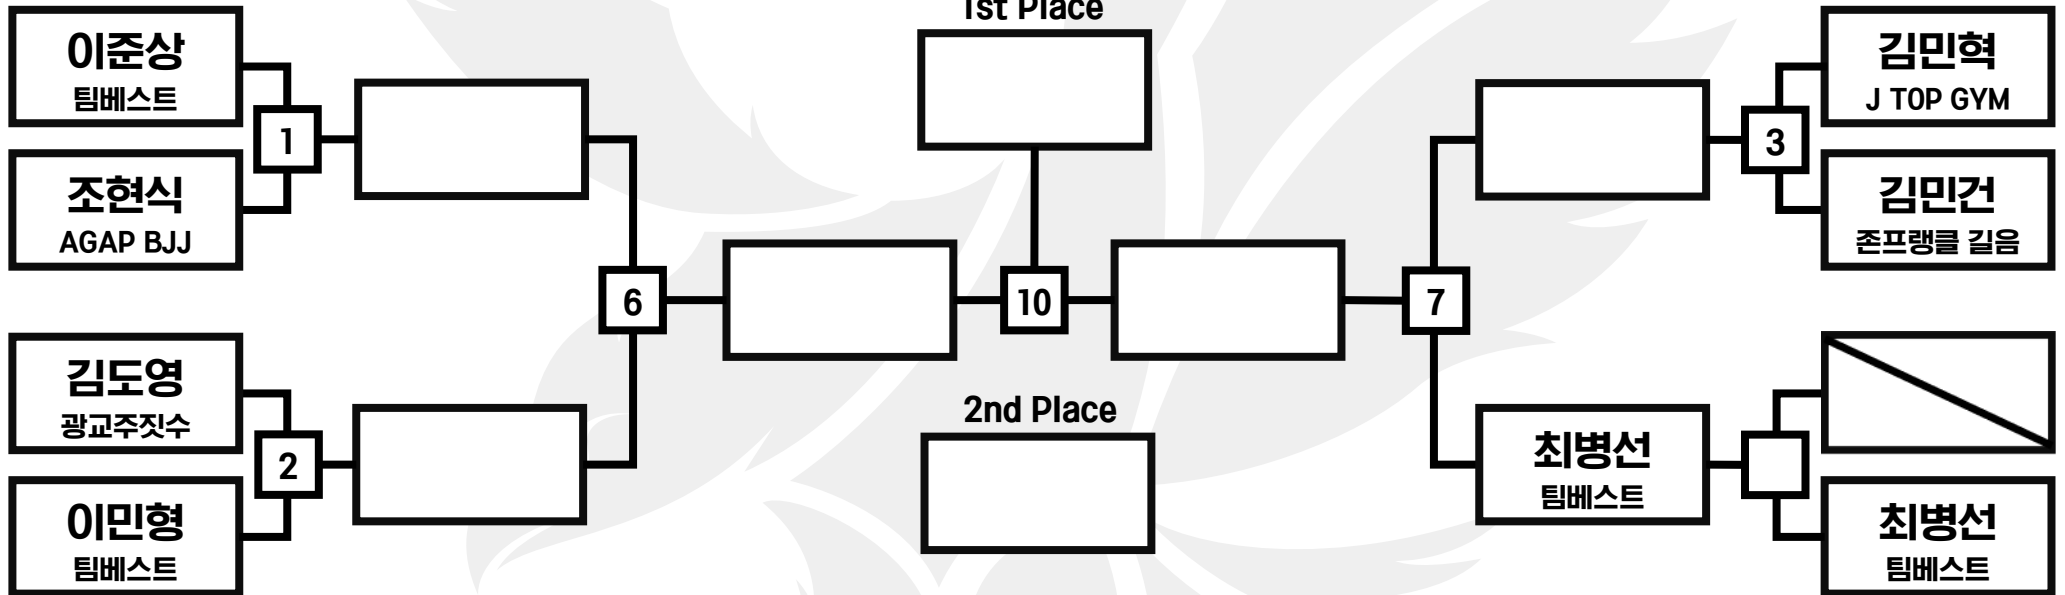 1st Place
이준상
팀베스트
1
조현식
AGAP BJJ
김도영
광교주짓수
2
이민형
팀베스트
6
10
2nd Place
7
김민혁
J TOP GYM
3
김민건
존프랭클 길음
최병선
팀베스트
최병선
팀베스트